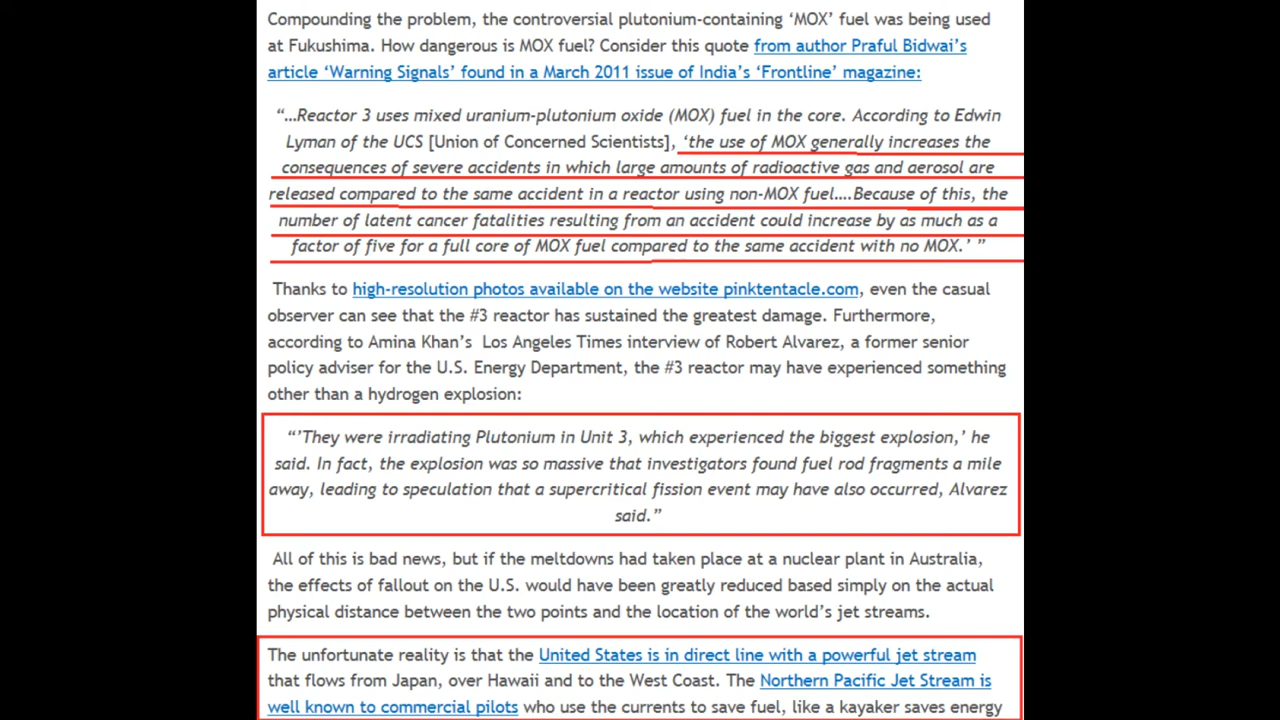 Compounding the problem, the controversial plutonium-containing ‘MOX’ fuel was being used
at Fukushima. How dangerous is MOX fuel? Consider this quote from author Praful Bidwai’s
article ‘Warning Signals’ found in a March 2011 issue of India’s ‘Frontline’ magazine:
“…Reactor 3 uses mixed uranium-plutonium oxide (MOX) fuel in the core. According to Edwin
Lyman of the UCS [Union of Concerned Scientists], ‘the use of MOX generally increases the
consequences of severe accidents in which large amounts of radioactive gas and aerosol are
released compared to the same accident in a reactor using non-MOX fuel….Because of this, the
number of latent cancer fatalities resulting from an accident could increase by as much as a
factor of five for a full core of MOX fuel compared to the same accident with no MOX.’ ”
Thanks to high-resolution photos available on the website pinktentacle.com, even the casual
observer can see that the #3 reactor has sustained the greatest damage. Furthermore,
according to Amina Khan’s Los Angeles Times interview of Robert Alvarez, a former senior
policy adviser for the U.S. Energy Department, the #3 reactor may have experienced something
other than a hydrogen explosion:
“’They were irradiating Plutonium in Unit 3, which experienced the biggest explosion,’ he
said. In fact, the explosion was so massive that investigators found fuel rod fragments a mile
away, leading to speculation that a supercritical fission event may have also occurred, Alvarez
said.”
All of this is bad news, but if the meltdowns had taken place at a nuclear plant in Australia,
the effects of fallout on the U.S. would have been greatly reduced based simply on the actual
physical distance between the two points and the location of the world’s jet streams.
The unfortunate reality is that the United States is in direct line with a powerful jet stream
that flows from Japan, over Hawaii and to the West Coast. The Northern Pacific Jet Stream is
well known to commercial pilots who use the currents to save fuel, like a kayaker saves energy